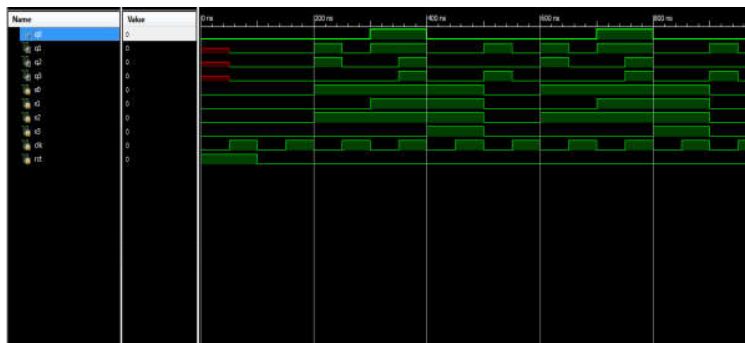 Name Value 0 ns 200 ns 400 ns 600 ns 800 ns
q0 0
q1 0
q2 0
q3 0
s0 0
s1 0
s2 0
s3 0
clk 0
rst 0